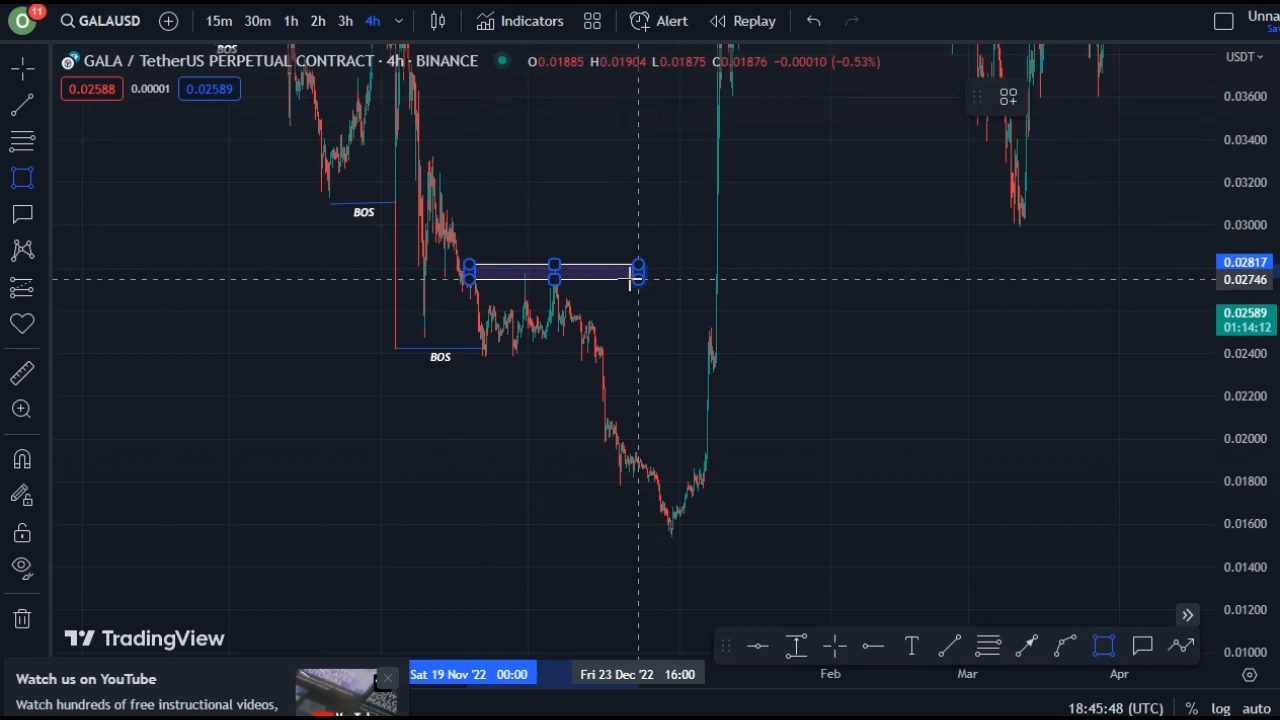 O 11 GALAUSD 15m 30m 1h 2h 3h 4h Indicators Alert Replay Unna
Sav
BOS
GALA / TetherUS PERPETUAL CONTRACT · 4h · BINANCE O0.01885 H0.01904 L0.01875 C0.01876 −0.00010 (−0.53%) USDT
0.02588 0.00001 0.02589
0.03600
0.03400
0.03200
BOS
0.03000
0.02817
0.02746
0.02589
01:14:12
BOS
0.02400
0.02200
0.02000
0.01800
0.01600
0.01400
0.01200
TradingView
0.01000
Sat 19 Nov '22 00:00 Fri 23 Dec '22 16:00 Feb Mar Apr
Watch us on YouTube
Watch hundreds of free instructional videos,
18:45:48 (UTC) % log auto